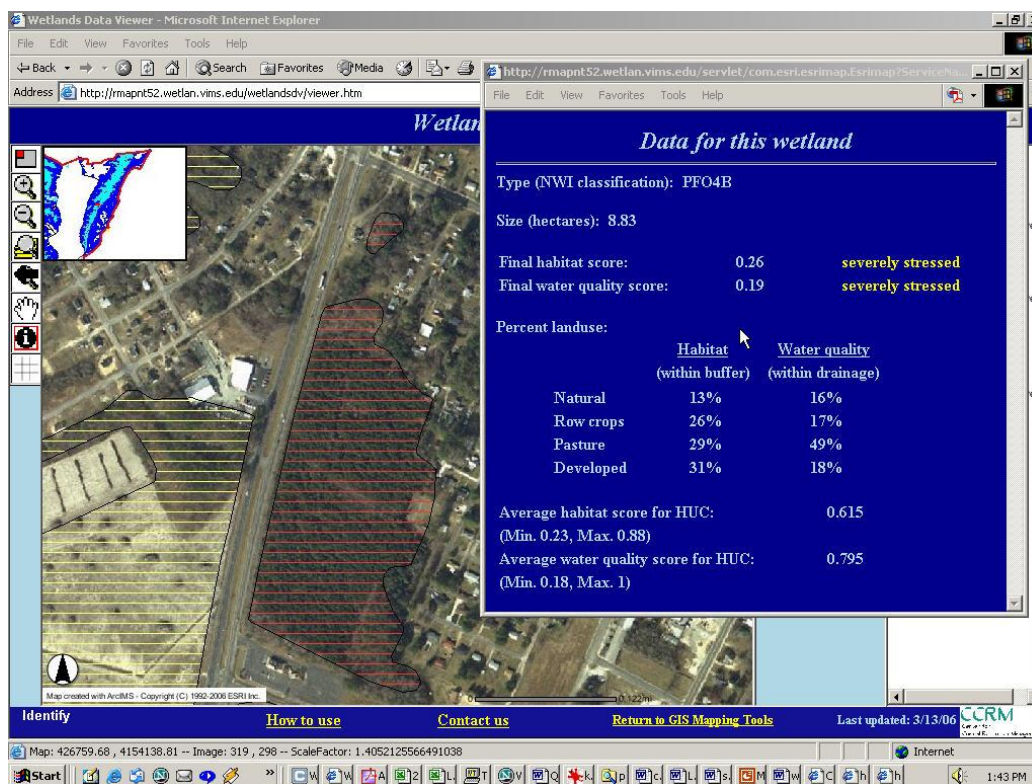 Wetlands Data Viewer - Microsoft Internet Explorer
File Edit View Favorites Tools Help
Back Search Favorites Media
Address http://rmapnt52.wetlan.vims.edu/wetlandsdv/viewer.htm
Wetlan
http://rmapnt52.wetlan.vims.edu/servlet/com.esri.esrimap.Esrimap?ServiceNa...
File Edit View Favorites Tools Help
Data for this wetland
Type (NWI classification): PFO4B
Size (hectares): 8.83
Final habitat score: 0.26 severely stressed
Final water quality score: 0.19 severely stressed
Percent landuse:
Habitat Water quality
(within buffer) (within drainage)
Natural 13% 16%
Row crops 26% 17%
Pasture 29% 49%
Developed 31% 18%
Average habitat score for HUC: 0.615
(Min. 0.23, Max. 0.88)
Average water quality score for HUC: 0.795
(Min. 0.18, Max. 1)
Map created with ArcIMS - Copyright (C) 1992-2006 ESRI Inc.
0 0.122mi
Identify How to use Contact us Return to GIS Mapping Tools Last updated: 3/13/06 CCRM
Map: 426759.68 , 4154138.81 -- Image: 319 , 298 -- ScaleFactor: 1.4052125566491038 Internet
Start 1:43 PM